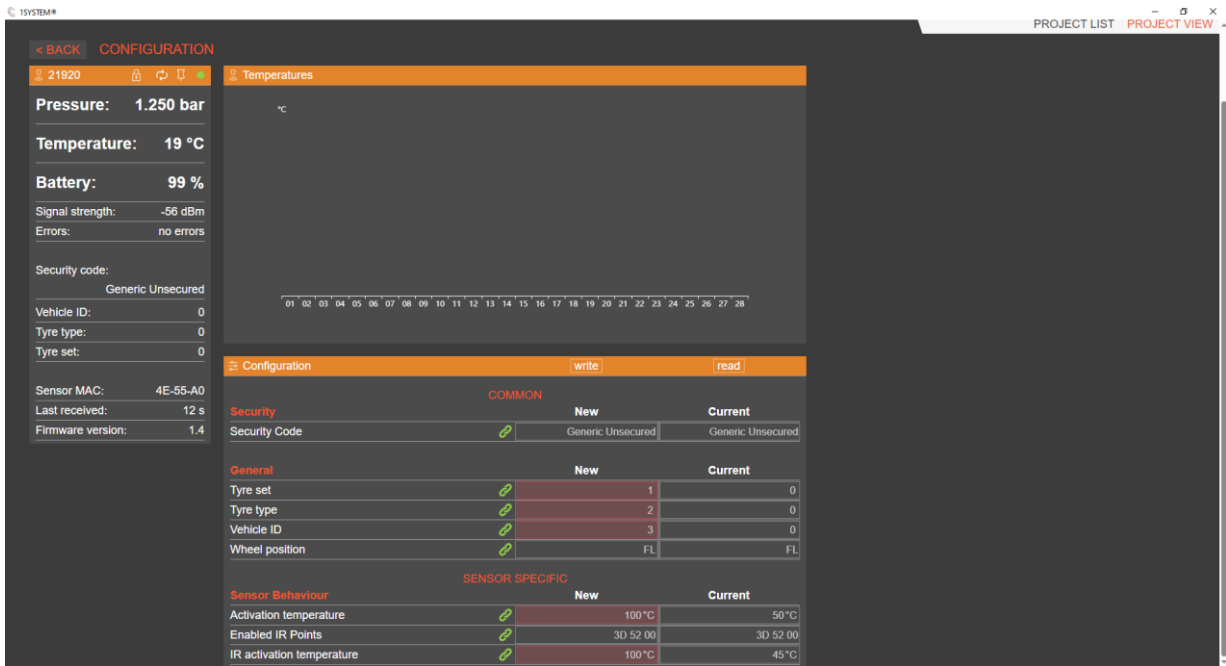 1SYSTEM®
PROJECT LIST PROJECT VIEW
< BACK CONFIGURATION
21920
Pressure: 1.250 bar
Temperature: 19 °C
Battery: 99 %
Signal strength: -56 dBm
Errors: no errors
Security code:
Generic Unsecured
Vehicle ID: 0
Tyre type: 0
Tyre set: 0
Sensor MAC: 4E-55-A0
Last received: 12 s
Firmware version: 1.4
Temperatures
°C
01 02 03 04 05 06 07 08 09 10 11 12 13 14 15 16 17 18 19 20 21 22 23 24 25 26 27 28
Configuration write read
COMMON
Security New Current
Security Code Generic Unsecured Generic Unsecured
General New Current
Tyre set 1 0
Tyre type 2 0
Vehicle ID 3 0
Wheel position FL FL
SENSOR SPECIFIC
Sensor Behaviour New Current
Activation temperature 100°C 50°C
Enabled IR Points 3D 52 00 3D 52 00
IR activation temperature 100°C 45°C